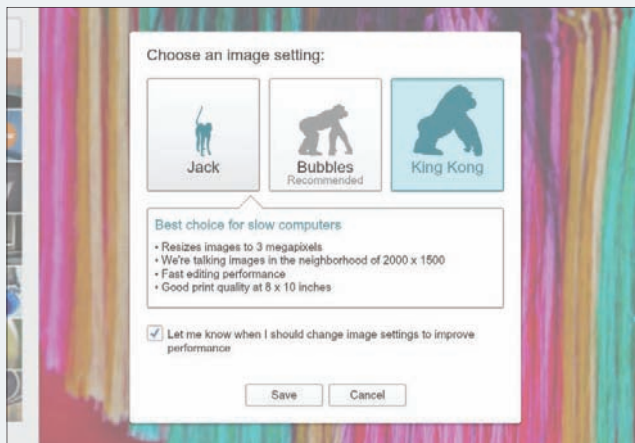 Choose an image setting:
Jack
Bubbles
Recommended
King Kong
Best choice for slow computers
• Resizes images to 3 megapixels
• We're talking images in the neighborhood of 2000 x 1500
• Fast editing performance
• Good print quality at 8 x 10 inches
Let me know when I should change image settings to improve
performance
Save
Cancel